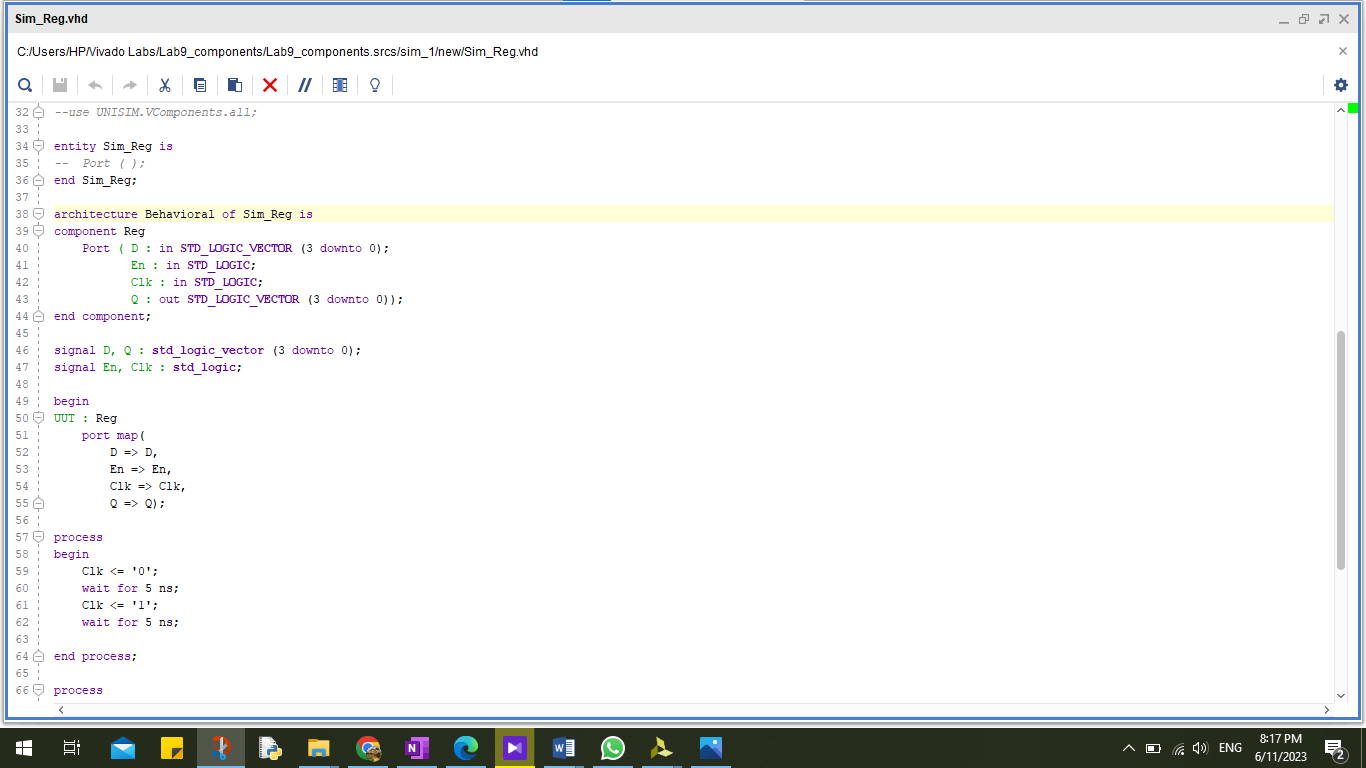 Sim_Reg.vhd
C:/Users/HP/Vivado Labs/Lab9_components/Lab9_components.srcs/sim_1/new/Sim_Reg.vhd
32 --use UNISIM.VComponents.all;
33
34 entity Sim_Reg is
35 --  Port ( );
36 end Sim_Reg;
37
38 architecture Behavioral of Sim_Reg is
39 component Reg
40     Port ( D : in STD_LOGIC_VECTOR (3 downto 0);
41            En : in STD_LOGIC;
42            Clk : in STD_LOGIC;
43            Q : out STD_LOGIC_VECTOR (3 downto 0));
44 end component;
45
46 signal D, Q : std_logic_vector (3 downto 0);
47 signal En, Clk : std_logic;
48
49 begin
50 UUT : Reg
51     port map(
52         D => D,
53         En => En,
54         Clk => Clk,
55         Q => Q);
56
57 process
58 begin
59     Clk <= '0';
60     wait for 5 ns;
61     Clk <= '1';
62     wait for 5 ns;
63
64 end process;
65
66 process
N
W
ENG
8:17 PM
6/11/2023
2